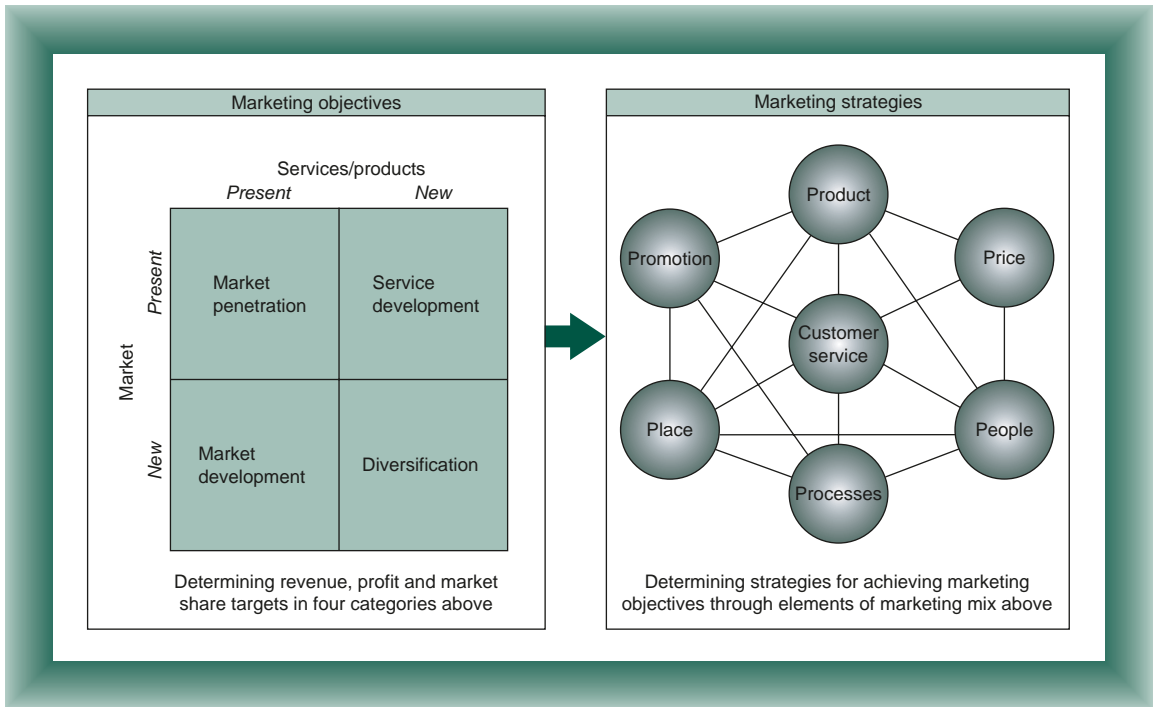 Marketing objectives
Services/products
Present
New
Market
Present
New
Market
penetration
Service
development
Market
development
Diversification
Determining revenue, profit and market
share targets in four categories above
Marketing strategies
Product
Promotion
Price
Customer
service
Place
People
Processes
Determining strategies for achieving marketing
objectives through elements of marketing mix above